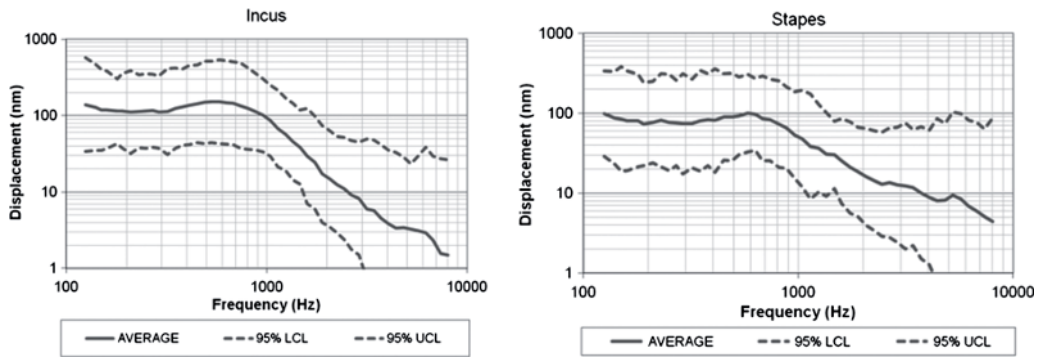 Incus
1000
100
10
1
Displacement (nm)
100
1000
10000
Frequency (Hz)
AVERAGE
95% LCL
95% UCL
Stapes
1000
100
10
1
Displacement (nm)
100
1000
10000
Frequency (Hz)
AVERAGE
95% LCL
95% UCL